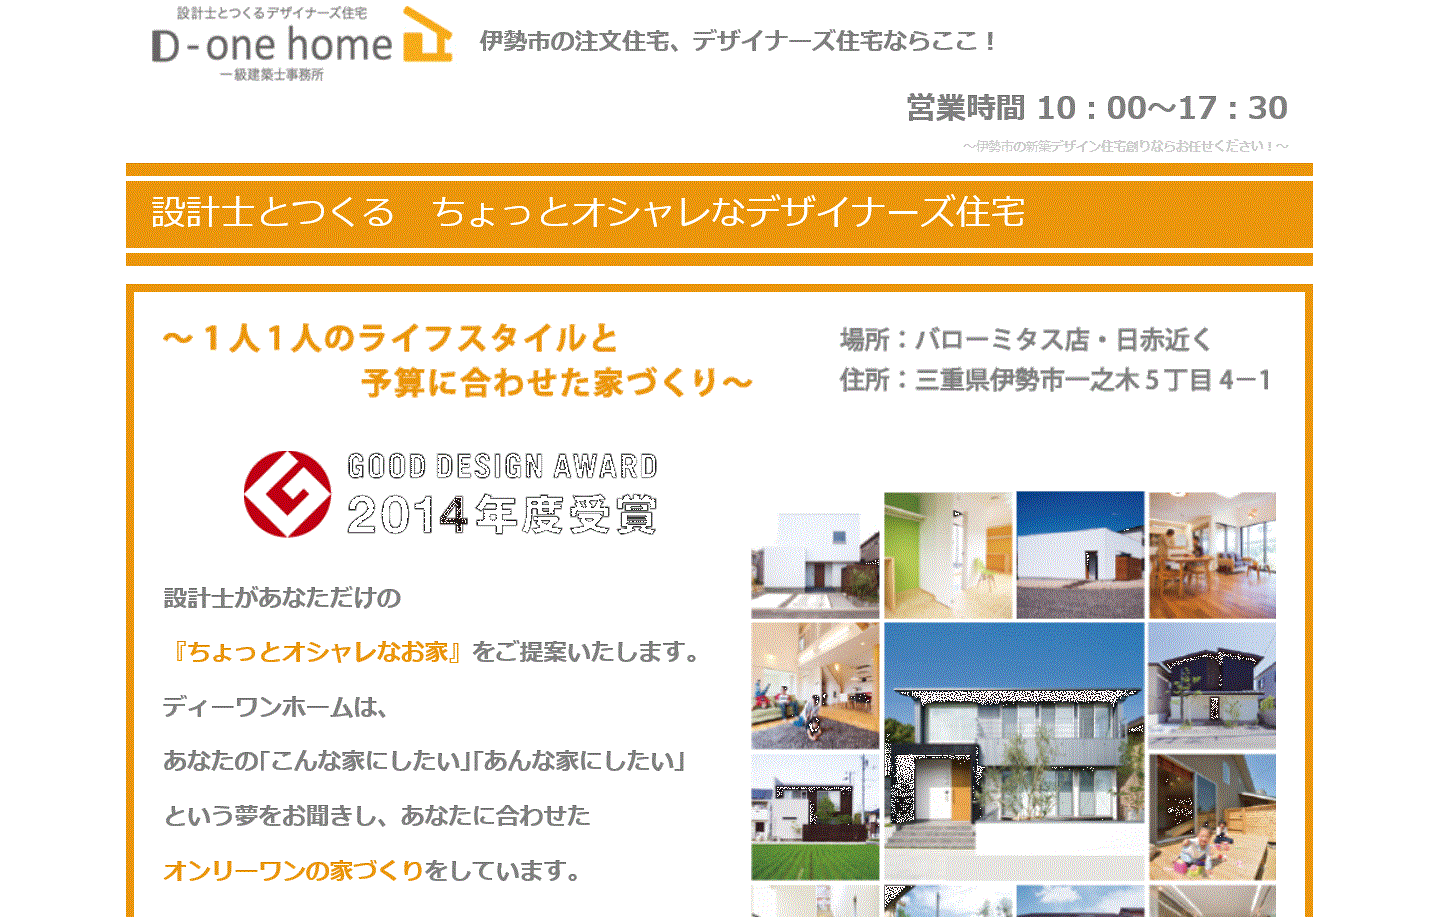 設計士とつくるデザイナーズ住宅
D-one home
一級建築士事務所
伊勢市の注文住宅、デザイナーズ住宅ならここ！
営業時間 10：00～17：30
～伊勢市の新築デザイン住宅創りならお任せください！～
設計士とつくる　ちょっとオシャレなデザイナーズ住宅
～１人１人のライフスタイルと
予算に合わせた家づくり～
場所：バローミタス店・日赤近く
住所：三重県伊勢市一之木５丁目４－１
GOOD DESIGN AWARD
2014年度受賞
設計士があなただけの
『ちょっとオシャレなお家』をご提案いたします。
ディーワンホームは、
あなたの「こんな家にしたい」「あんな家にしたい」
という夢をお聞きし、あなたに合わせた
オンリーワンの家づくりをしています。